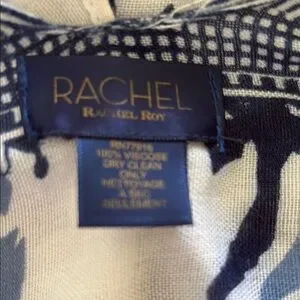 RACHEL
RACHEL ROY
100% VISCOSE
DRY CLEAN
ONLY
NETTOYAGE
A SEC
SEULEMENT